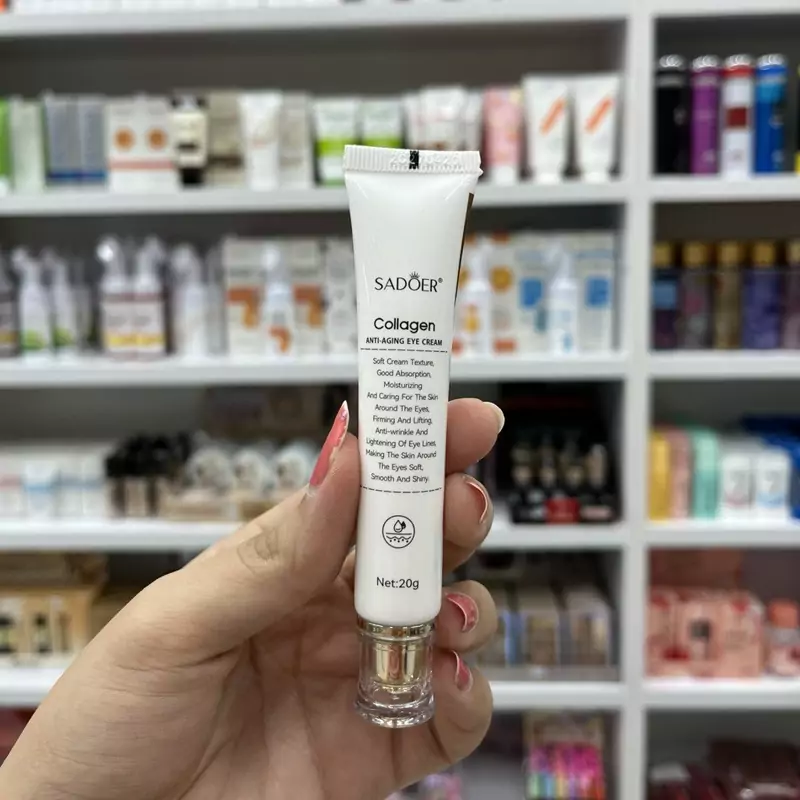 SADOER®
Collagen
ANTI-AGING EYE CREAM
Soft Cream Texture,
Good Absorption,
Moisturizing
And Caring For The Skin
Around The Eyes,
Firming And Lifting,
Anti-wrinkle And
Lightening Of Eye Lines,
Making The Skin Around
The Eyes Soft,
Smooth And Shiny.
Net:20g